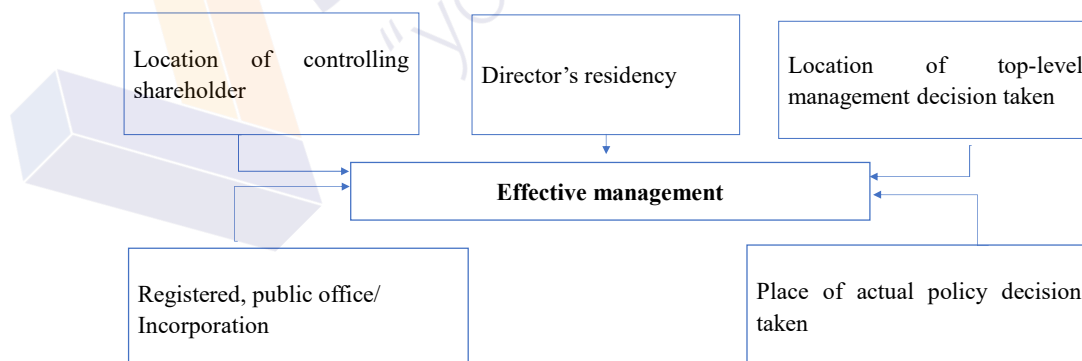 "yo
Location of controlling
shareholder
Director’s residency
Location of top-level
management decision taken
Effective management
Registered, public office/
Incorporation
Place of actual policy decision
taken